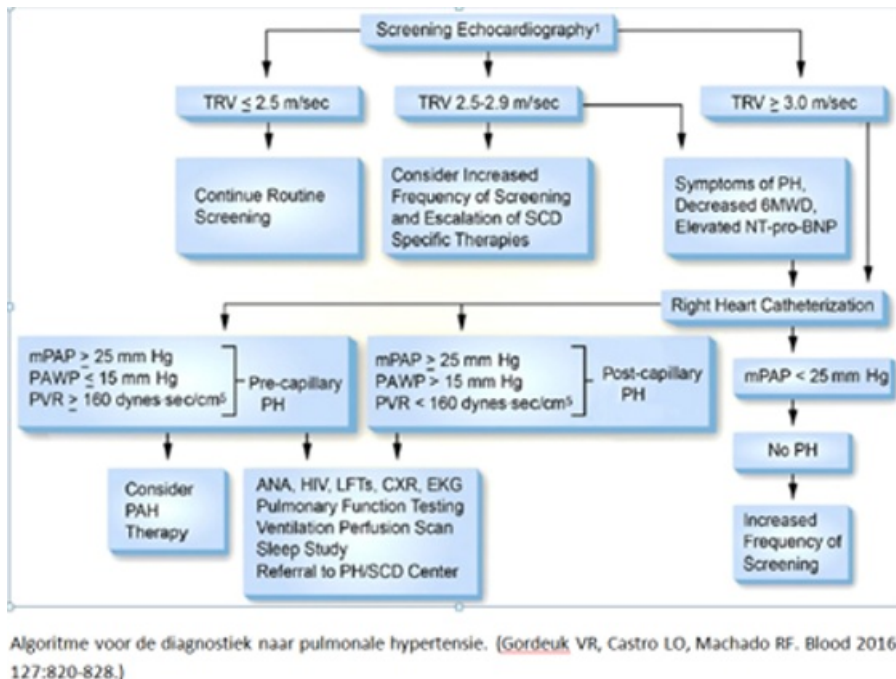 Screening Echocardiography¹
TRV ≤ 2.5 m/sec
TRV 2.5-2.9 m/sec
TRV ≥ 3.0 m/sec
Continue Routine
Screening
Consider Increased
Frequency of Screening
and Escalation of SCD
Specific Therapies
Symptoms of PH,
Decreased 6MWD,
Elevated NT-pro-BNP
Right Heart Catheterization
mPAP ≥ 25 mm Hg
PAWP ≤ 15 mm Hg
PVR ≥ 160 dynes·sec/cm⁵
Pre-capillary
PH
mPAP ≥ 25 mm Hg
PAWP > 15 mm Hg
PVR < 160 dynes·sec/cm⁵
Post-capillary
PH
mPAP < 25 mm Hg
No PH
Increased
Frequency of
Screening
Consider
PAH
Therapy
ANA, HIV, LFTs, CXR, EKG
Pulmonary Function Testing
Ventilation Perfusion Scan
Sleep Study
Referral to PH/SCD Center
Algoritme voor de diagnostiek naar pulmonale hypertensie. (Gordeuk VR, Castro LO, Machado RF. Blood 2016
127:820-828.)